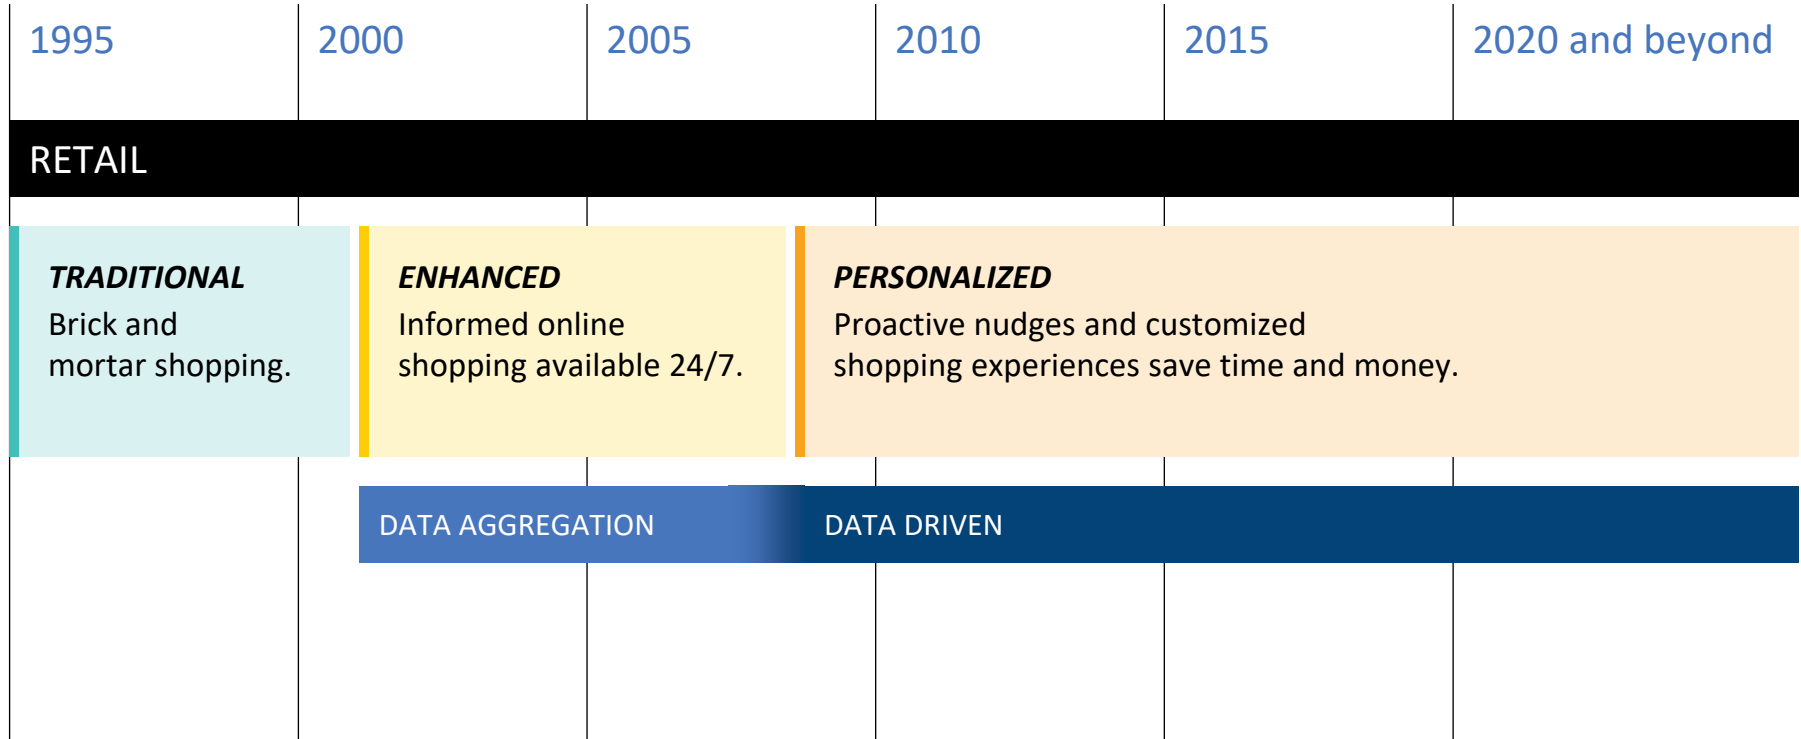 1995
2000
2005
2010
2015
2020 and beyond
RETAIL
TRADITIONAL
Brick and
mortar shopping.
ENHANCED
Informed online
shopping available 24/7.
PERSONALIZED
Proactive nudges and customized
shopping experiences save time and money.
DATA AGGREGATION
DATA DRIVEN